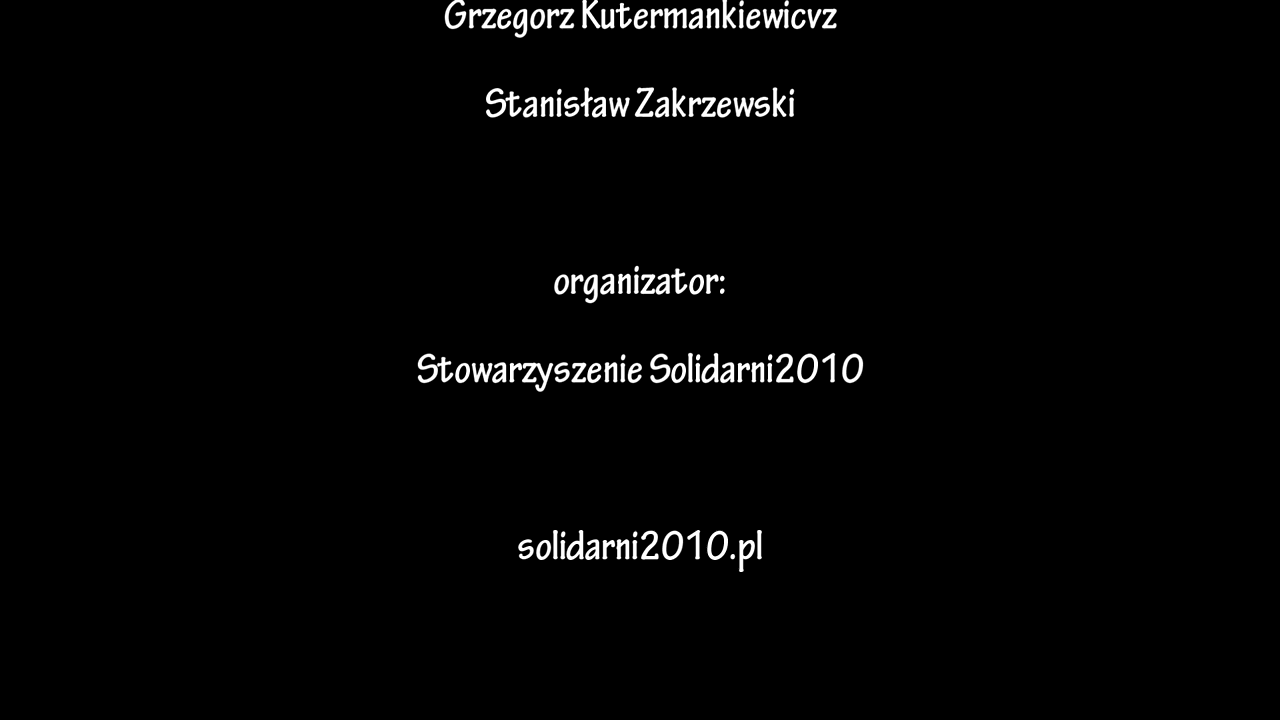 Grzegorz Kutermankiewicvz
Stanisław Zakrzewski
organizator:
Stowarzyszenie Solidarni2010
solidarni2010.pl